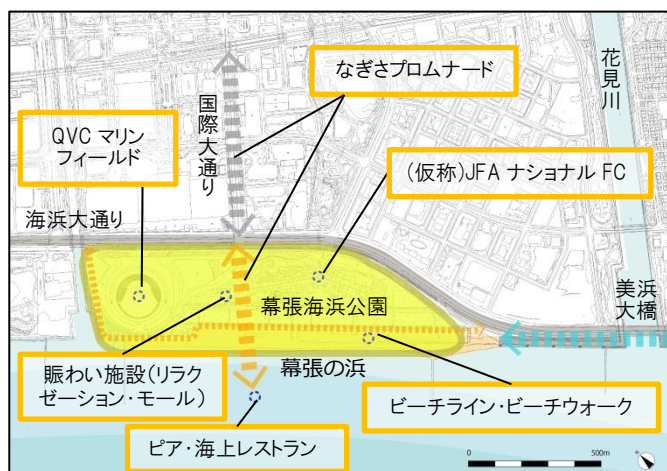 なぎさプロムナード
国際大通り
花見川
QVC マリン
フィールド
(仮称)JFA ナショナル FC
海浜大通り
幕張海浜公園
美浜
大橋
賑わい施設(リラク
ゼーション・モール)
幕張の浜
ビーチライン・ビーチウォーク
ピア・海上レストラン
0 500m